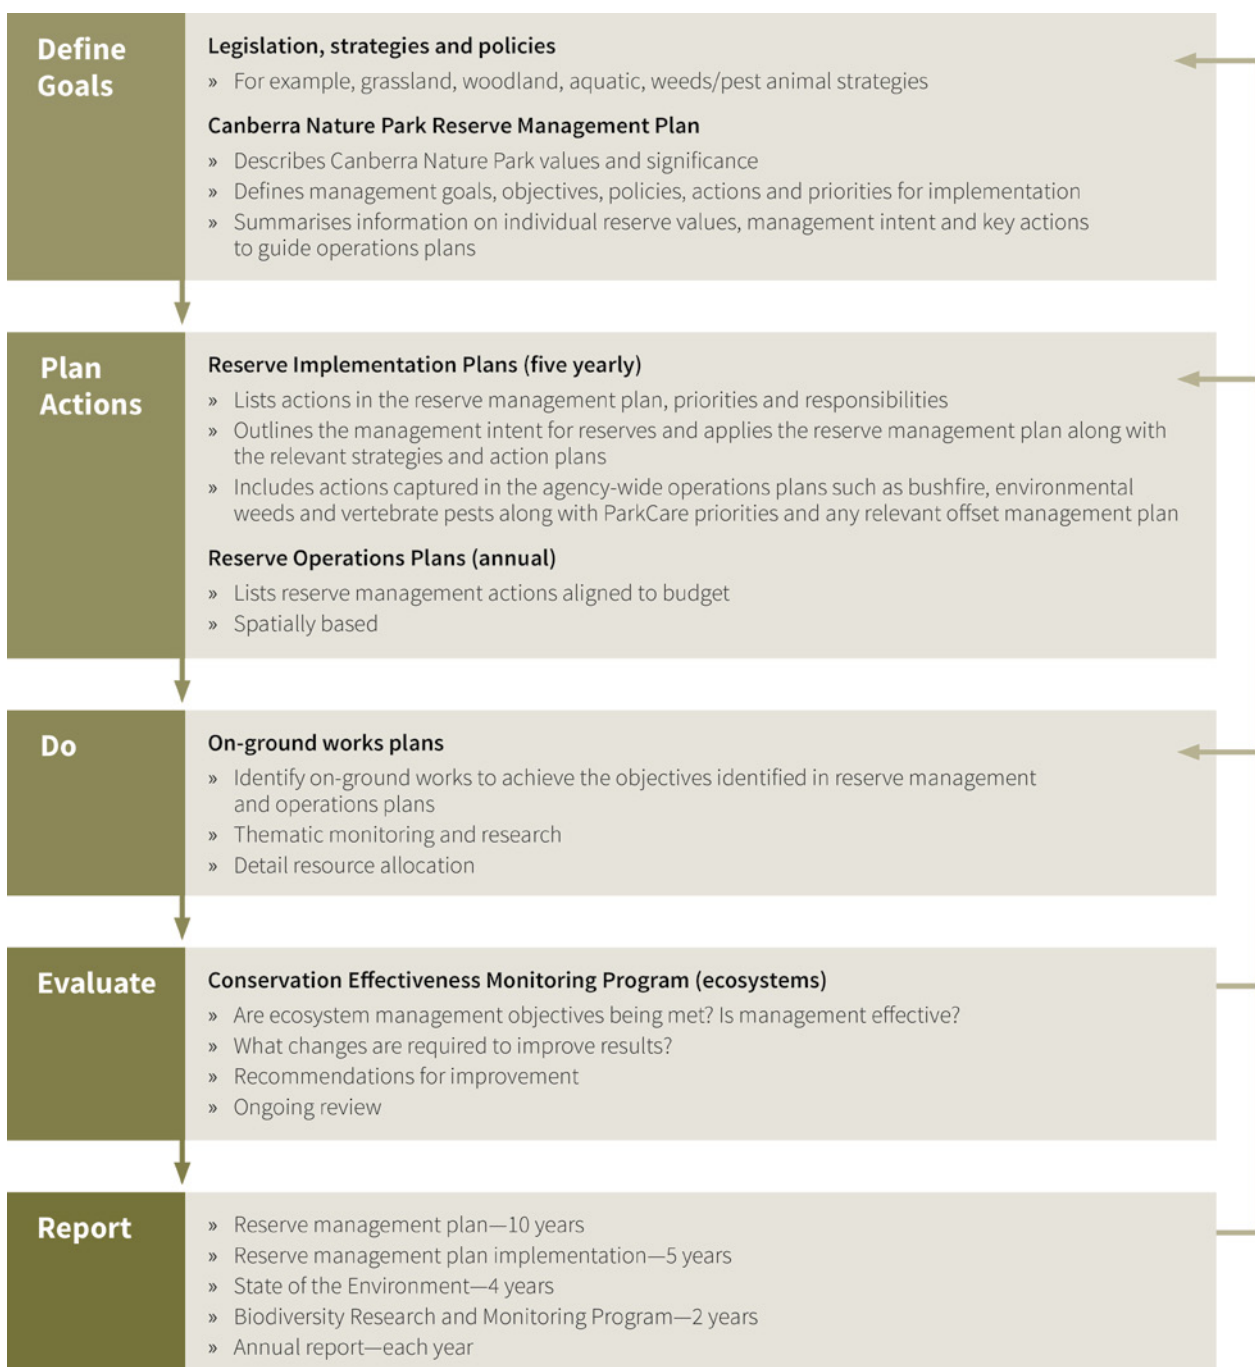 Define
Goals
Legislation, strategies and policies
» For example, grassland, woodland, aquatic, weeds/pest animal strategies
Canberra Nature Park Reserve Management Plan
» Describes Canberra Nature Park values and significance
» Defines management goals, objectives, policies, actions and priorities for implementation
» Summarises information on individual reserve values, management intent and key actions
to guide operations plans
Plan
Actions
Reserve Implementation Plans (five yearly)
» Lists actions in the reserve management plan, priorities and responsibilities
» Outlines the management intent for reserves and applies the reserve management plan along with
the relevant strategies and action plans
» Includes actions captured in the agency-wide operations plans such as bushfire, environmental
weeds and vertebrate pests along with ParkCare priorities and any relevant offset management plan
Reserve Operations Plans (annual)
» Lists reserve management actions aligned to budget
» Spatially based
Do
On-ground works plans
» Identify on-ground works to achieve the objectives identified in reserve management
and operations plans
» Thematic monitoring and research
» Detail resource allocation
Evaluate
Conservation Effectiveness Monitoring Program (ecosystems)
» Are ecosystem management objectives being met? Is management effective?
» What changes are required to improve results?
» Recommendations for improvement
» Ongoing review
Report
» Reserve management plan—10 years
» Reserve management plan implementation—5 years
» State of the Environment—4 years
» Biodiversity Research and Monitoring Program—2 years
» Annual report—each year